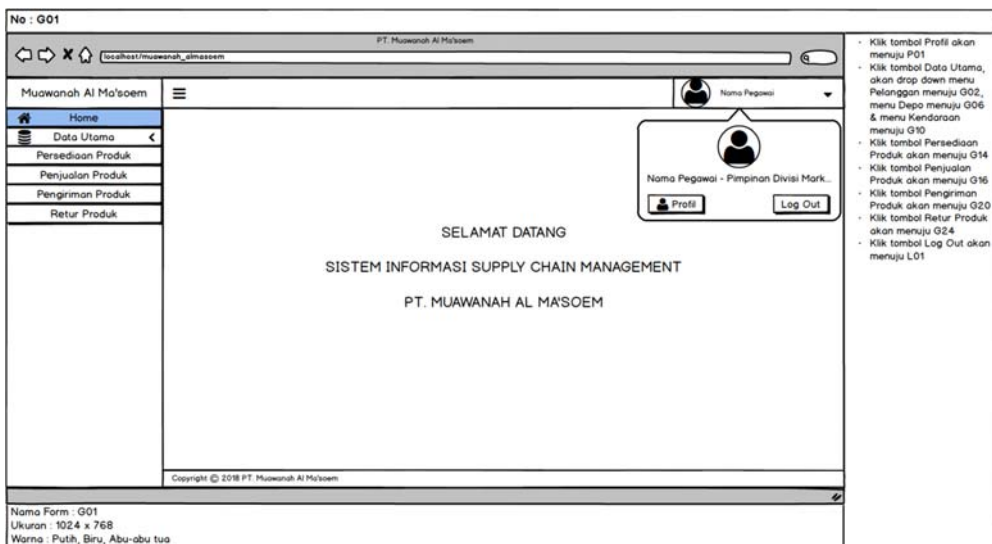 No : G01
PT. Muawanah Al Ma'soem
localhost/muawanah_almasoem
Muawanah Al Ma'soem
Nama Pegawai
Home
Data Utama
Persediaan Produk
Penjualan Produk
Pengiriman Produk
Retur Produk
Nama Pegawai - Pimpinan Divisi Mark...
Profil
Log Out
SELAMAT DATANG
SISTEM INFORMASI SUPPLY CHAIN MANAGEMENT
PT. MUAWANAH AL MA'SOEM
Copyright © 2018 PT. Muawanah Al Ma'soem
· Klik tombol Profil akan
menuju P01
· Klik tombol Data Utama,
akan drop down menu
Pelanggan menuju G02,
menu Depo menuju G06
& menu Kendaraan
menuju G10
· Klik tombol Persediaan
Produk akan menuju G14
· Klik tombol Penjualan
Produk akan menuju G16
· Klik tombol Pengiriman
Produk akan menuju G20
· Klik tombol Retur Produk
akan menuju G24
· Klik tombol Log Out akan
menuju L01
Nama Form : G01
Ukuran : 1024 x 768
Warna : Putih, Biru, Abu-abu tua